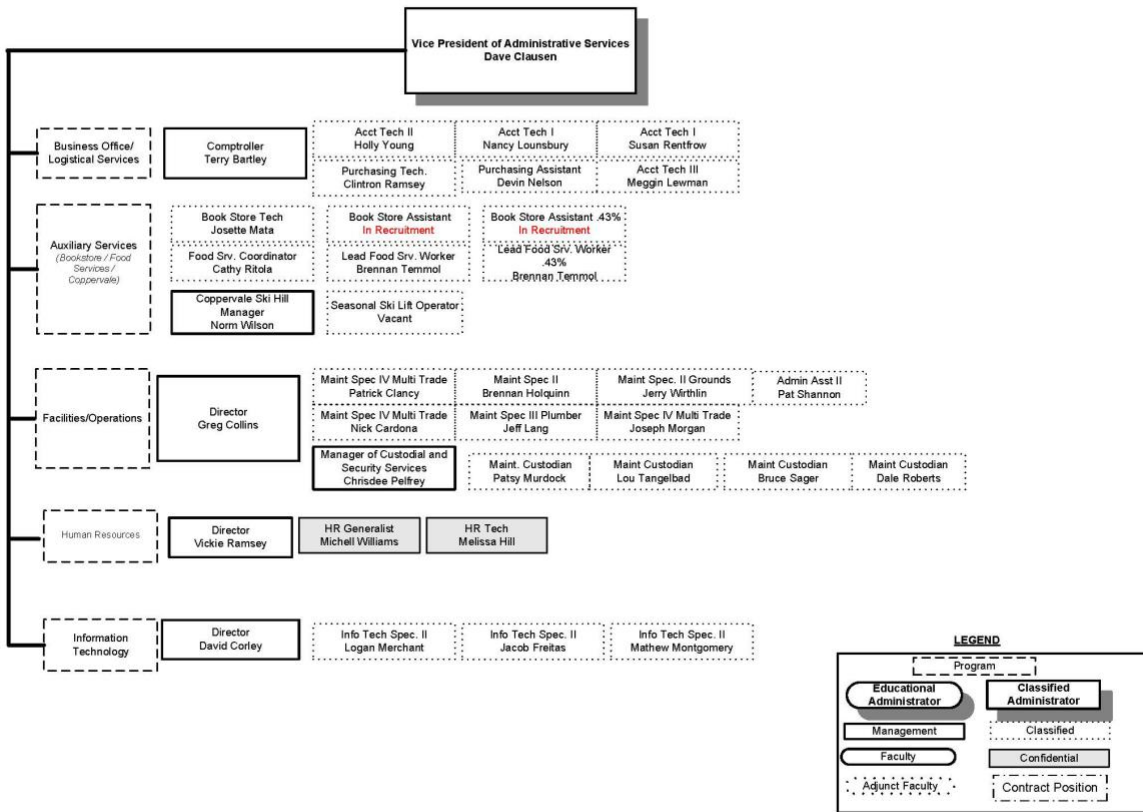 Vice President of Administrative Services
Dave Clausen
Business Office/
Logistical Services
Comptroller
Terry Bartley
Acct Tech II
Holly Young
Acct Tech I
Nancy Lounsbury
Acct Tech I
Susan Rentfrow
Purchasing Tech.
Clintron Ramsey
Purchasing Assistant
Devin Nelson
Acct Tech III
Meggin Lewman
Auxiliary Services
(Bookstore / Food
Services /
Coppervale)
Book Store Tech
Josette Mata
Book Store Assistant
In Recruitment
Book Store Assistant .43%
In Recruitment
Food Srv. Coordinator
Cathy Ritola
Lead Food Srv. Worker
Brennan Temmol
Lead Food Srv. Worker
.43%
Brennan Temmol
Coppervale Ski Hill
Manager
Norm Wilson
Seasonal Ski Lift Operator
Vacant
Facilities/Operations
Director
Greg Collins
Maint Spec IV Multi Trade
Patrick Clancy
Maint Spec II
Brennan Holquinn
Maint Spec. II Grounds
Jerry Wirthlin
Admin Asst II
Pat Shannon
Maint Spec IV Multi Trade
Nick Cardona
Maint Spec III Plumber
Jeff Lang
Maint Spec IV Multi Trade
Joseph Morgan
Manager of Custodial and
Security Services
Chrisdee Pelfrey
Maint. Custodian
Patsy Murdock
Maint Custodian
Lou Tangelbad
Maint Custodian
Bruce Sager
Maint Custodian
Dale Roberts
Human Resources
Director
Vickie Ramsey
HR Generalist
Michell Williams
HR Tech
Melissa Hill
Information
Technology
Director
David Corley
Info Tech Spec. II
Logan Merchant
Info Tech Spec. II
Jacob Freitas
Info Tech Spec. II
Mathew Montgomery
LEGEND
Program
Educational
Administrator
Classified
Administrator
Management
Classified
Faculty
Confidential
Adjunct Faculty
Contract Position